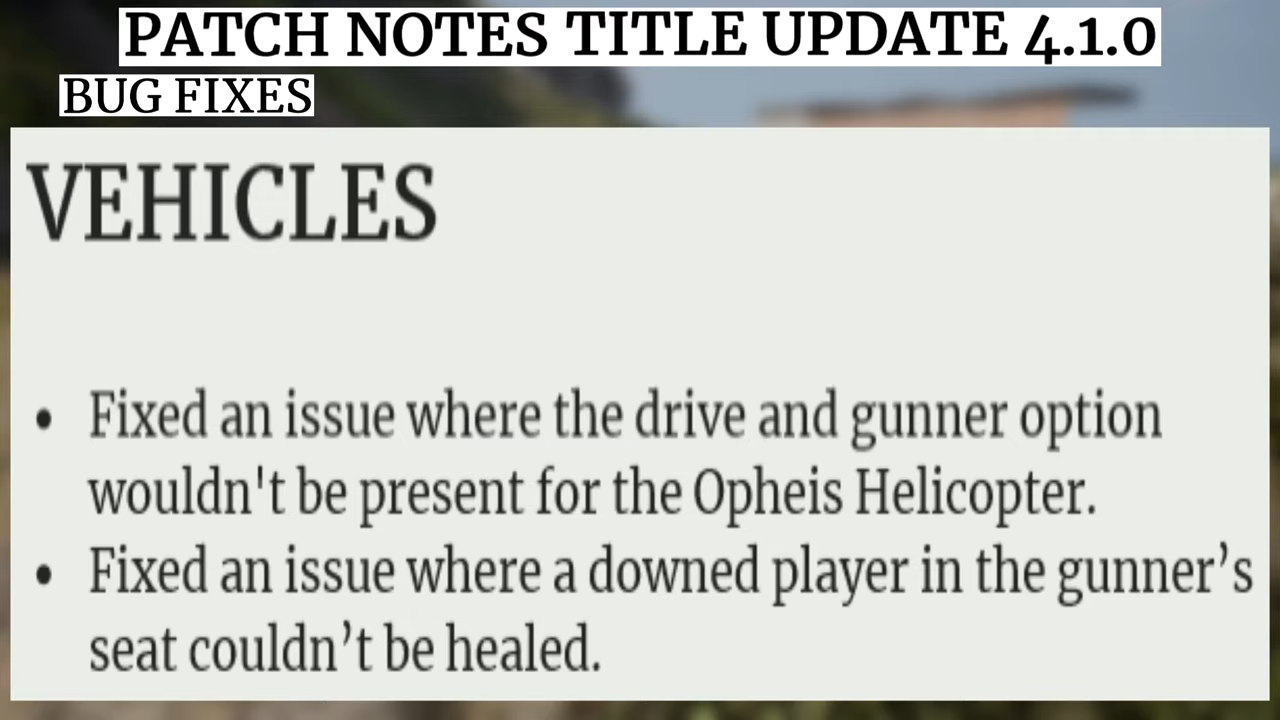 PATCH NOTES TITLE UPDATE 4.1.0
BUG FIXES
VEHICLES
• Fixed an issue where the drive and gunner option
wouldn't be present for the Opheis Helicopter.
• Fixed an issue where a downed player in the gunner’s
seat couldn’t be healed.